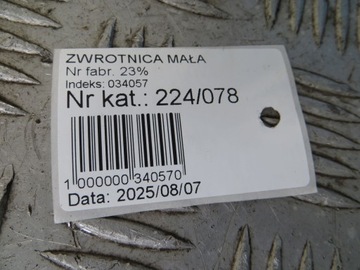 ZWROTNICA MAŁA
Nr fabr. 23%
Indeks: 034057
Nr kat.: 224/078
1 000000 340570
Data: 2025/08/07